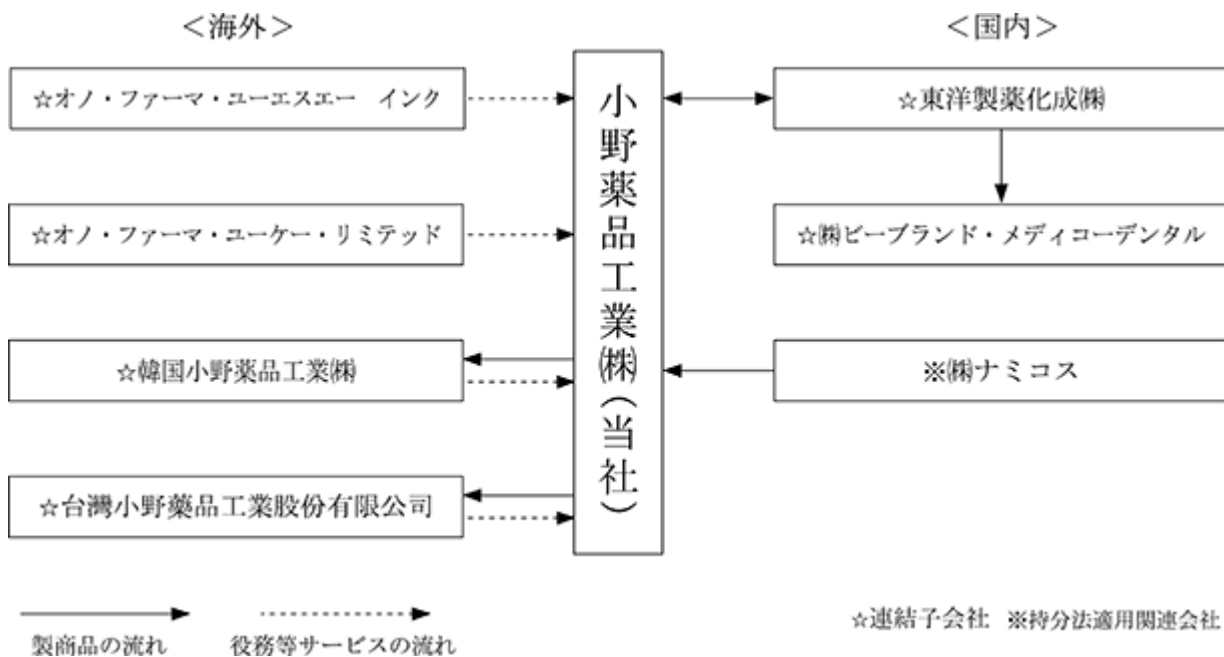 ＜海外＞
☆オノ・ファーマ・ユーエスエー　インク
☆オノ・ファーマ・ユーケー・リミテッド
☆韓国小野薬品工業㈱
☆台灣小野藥品工業股份有限公司
小野薬品工業㈱（当社）
＜国内＞
☆東洋製薬化成㈱
☆㈱ビーブランド・メディコーデンタル
※㈱ナミコス
製商品の流れ
役務等サービスの流れ
☆連結子会社 ※持分法適用関連会社